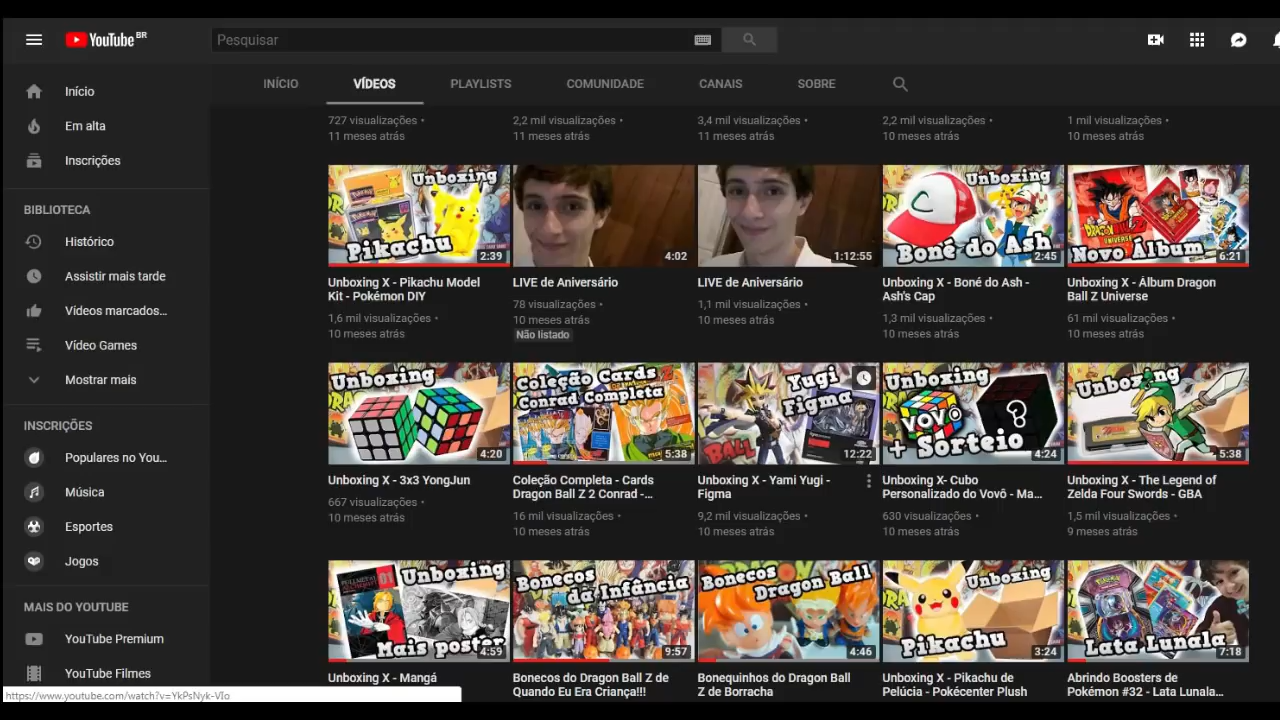 YouTube BR
Pesquisar
INÍCIO
VÍDEOS
PLAYLISTS
COMUNIDADE
CANAIS
SOBRE
Início
Em alta
Inscrições
BIBLIOTECA
Histórico
Assistir mais tarde
Vídeos marcados...
Vídeo Games
Mostrar mais
INSCRIÇÕES
Populares no You...
Música
Esportes
Jogos
MAIS DO YOUTUBE
YouTube Premium
YouTube Filmes
https://www.youtube.com/watch?v=YkPsNyk-VIo
727 visualizações •
11 meses atrás
2,2 mil visualizações •
11 meses atrás
3,4 mil visualizações •
11 meses atrás
2,2 mil visualizações •
10 meses atrás
1 mil visualizações •
10 meses atrás
Unboxing
Pikachu
2:39
Unboxing X - Pikachu Model
Kit - Pokémon DIY
1,6 mil visualizações •
10 meses atrás
4:02
LIVE de Aniversário
78 visualizações •
10 meses atrás
Não listado
1:12:55
LIVE de Aniversário
1,1 mil visualizações •
10 meses atrás
Unboxing
Boné do Ash
2:45
Unboxing X - Boné do Ash -
Ash's Cap
1,3 mil visualizações •
10 meses atrás
Novo Álbum
6:21
Unboxing X - Álbum Dragon
Ball Z Universe
61 mil visualizações •
10 meses atrás
Unboxing
4:20
Unboxing X - 3x3 YongJun
667 visualizações •
10 meses atrás
Coleção Cards
Conrad Completa
5:38
Coleção Completa - Cards
Dragon Ball Z 2 Conrad -...
16 mil visualizações •
10 meses atrás
Yugi
Figma
BALL
12:22
Unboxing X - Yami Yugi -
Figma
9,2 mil visualizações •
10 meses atrás
Unboxing
VOVÔ
+ Sorteio
4:24
Unboxing X- Cubo
Personalizado do Vovô - Ma...
630 visualizações •
10 meses atrás
Unboxing
5:38
Unboxing X - The Legend of
Zelda Four Swords - GBA
1,5 mil visualizações •
9 meses atrás
Unboxing
01
Mais poster
4:59
Unboxing X - Mangá
Bonecos
da Infância
9:57
Bonecos do Dragon Ball Z de
Quando Eu Era Criança!!!
Bonecos
Dragon Ball
4:46
Bonequinhos do Dragon Ball
Z de Borracha
Unboxing
Pikachu
3:24
Unboxing X - Pikachu de
Pelúcia - Pokécenter Plush
Lata Lunala
7:18
Abrindo Boosters de
Pokémon #32 - Lata Lunala...